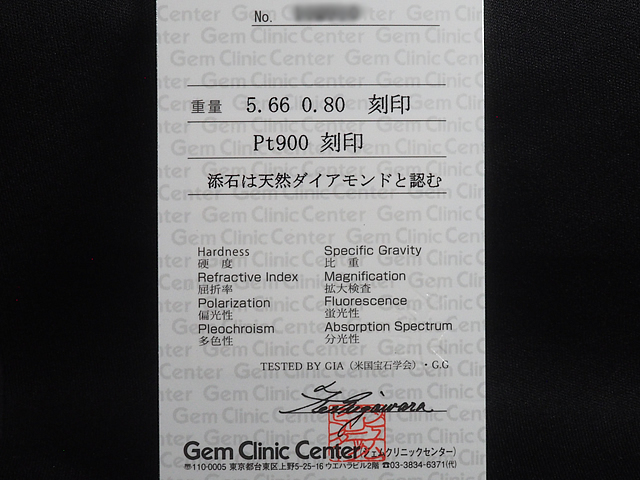 No.
重量 5.66 0.80 刻印
Pt900 刻印
添石は天然ダイアモンドと認む
Hardness Specific Gravity
硬度 比重
Refractive Index Magnification
屈折率 拡大検査
Polarization Fluorescence
偏光性 蛍光性
Pleochroism Absorption Spectrum
多色性 分光性
TESTED BY GIA (米国宝石学会)・G.G
Gem Clinic Center (ジェムクリニックセンター)
〠110-0005 東京都台東区上野5-25-16 ウエハラビル2階 ☎03-3834-6371(代)